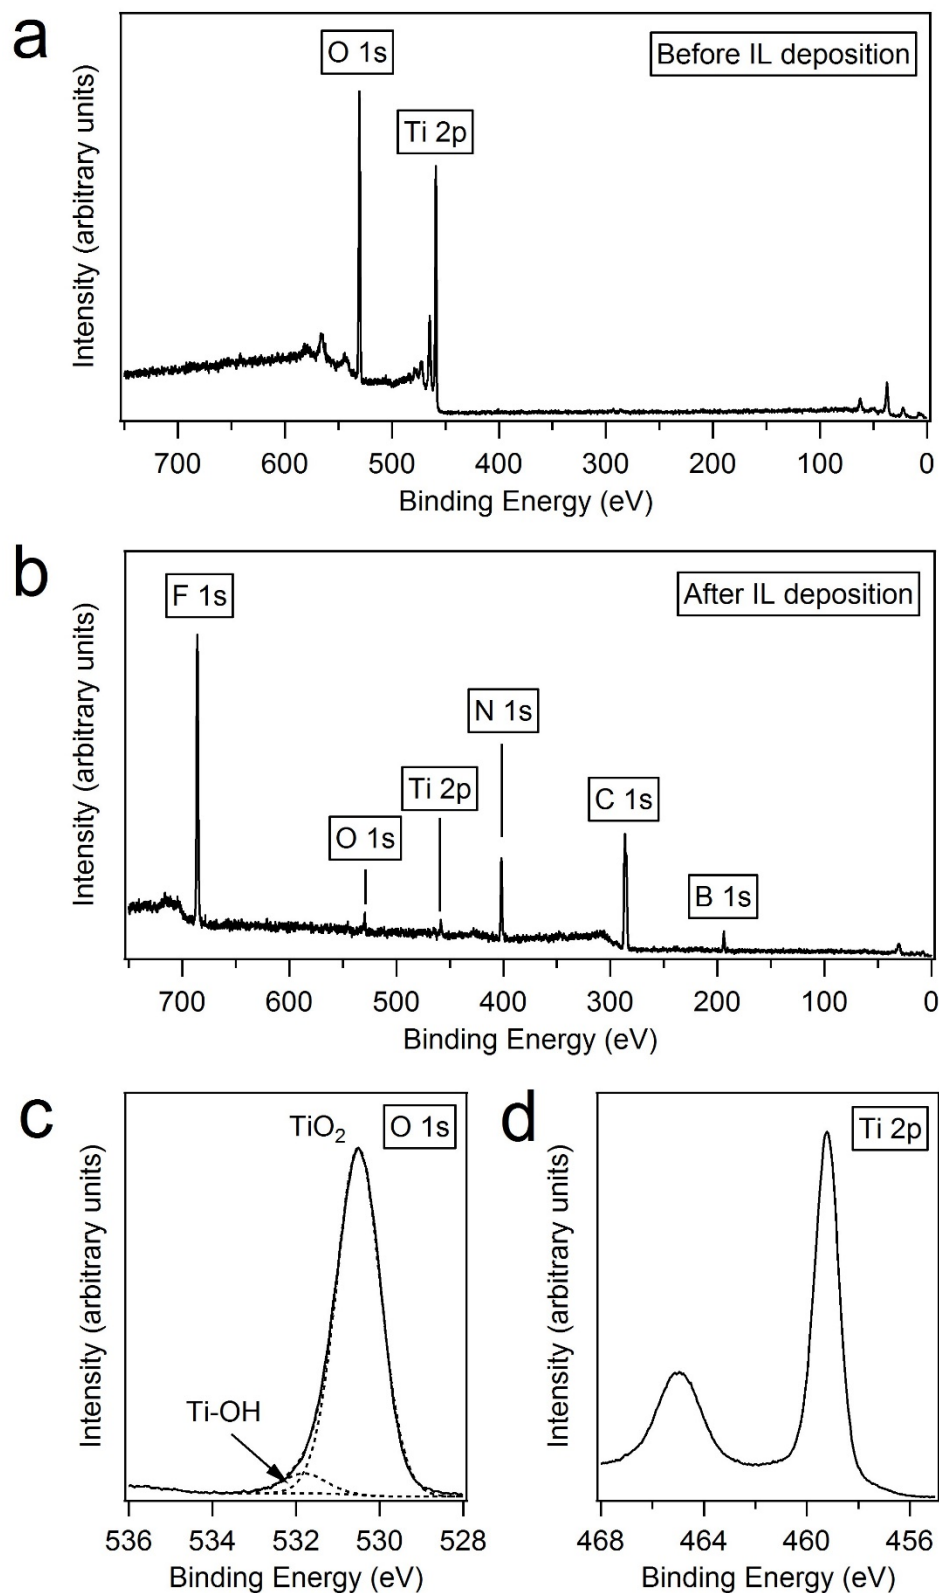 a
O 1s
Before IL deposition
Ti 2p
Intensity (arbitrary units)
700 600 500 400 300 200 100 0
Binding Energy (eV)
b
F 1s
After IL deposition
N 1s
Ti 2p
C 1s
O 1s
B 1s
Intensity (arbitrary units)
700 600 500 400 300 200 100 0
Binding Energy (eV)
c
TiO₂
O 1s
Ti-OH
Intensity (arbitrary units)
536 534 532 530 528
Binding Energy (eV)
d
Ti 2p
Intensity (arbitrary units)
468 464 460 456
Binding Energy (eV)